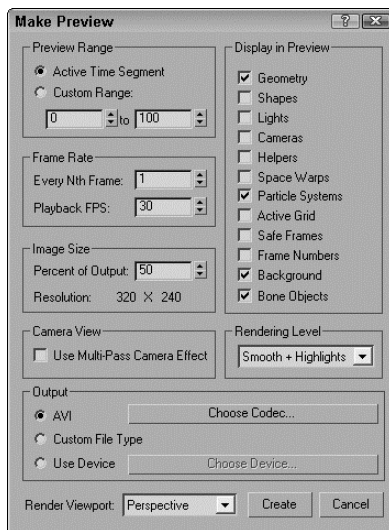 Make Preview
Preview Range
Active Time Segment
Custom Range:
0 to 100
Frame Rate
Every Nth Frame: 1
Playback FPS: 30
Image Size
Percent of Output: 50
Resolution: 320 X 240
Camera View
Use Multi-Pass Camera Effect
Display in Preview
Geometry
Shapes
Lights
Cameras
Helpers
Space Warps
Particle Systems
Active Grid
Safe Frames
Frame Numbers
Background
Bone Objects
Rendering Level
Smooth + Highlights
Output
AVI Choose Codec...
Custom File Type
Use Device Choose Device...
Render Viewport: Perspective Create Cancel